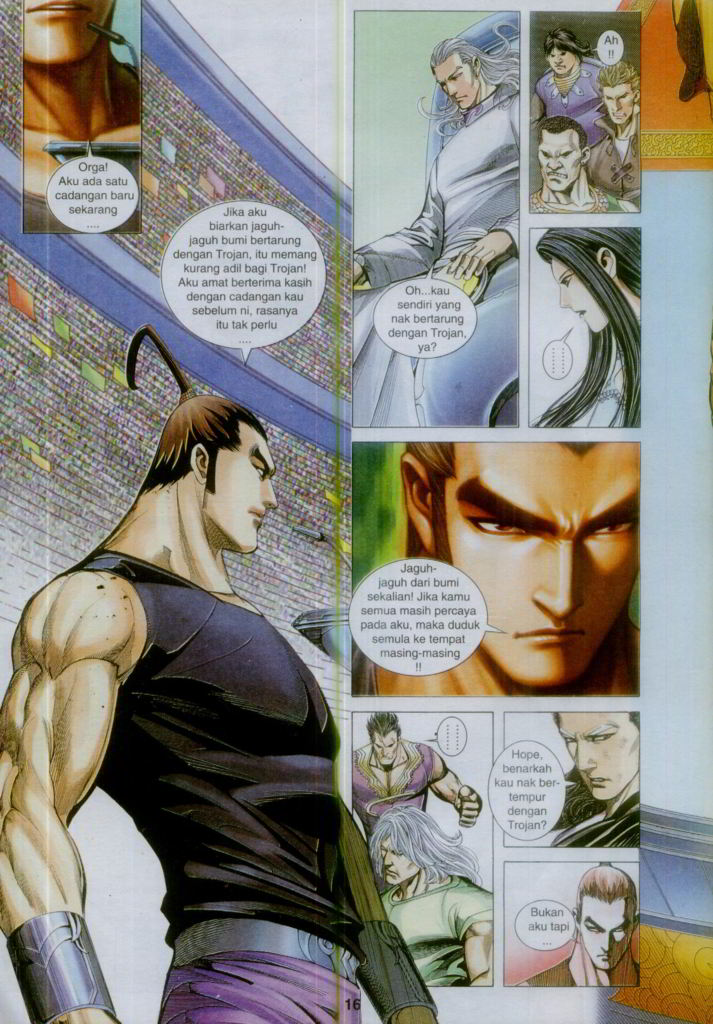 Orga!
Aku ada satu
cadangan baru
sekarang
....
Jika aku
biarkan jaguh-
jaguh bumi bertarung
dengan Trojan, itu memang
kurang adil bagi Trojan!
Aku amat berterima kasih
dengan cadangan kau
sebelum ni, rasanya
itu tak perlu
....
Oh...kau
sendiri yang
nak bertarung
dengan Trojan,
ya?
Ah
!!
Jaguh-
jaguh dari bumi
sekalian! Jika kamu
semua masih percaya
pada aku, maka duduk
semula ke tempat
masing-masing
!!
Hope,
benarkah
kau nak ber-
tempur
dengan
Trojan?
Bukan
aku tapi
...
16